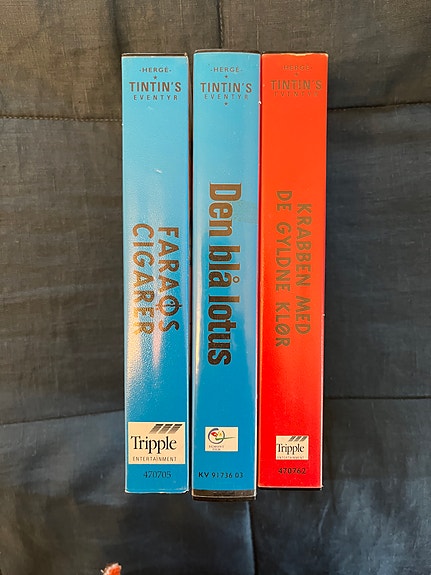 -HERGÉ-
TINTIN'S
EVENTYR
FARAOS
CIGARER
Tripple
ENTERTAINMENT
470705
-HERGÉ-
TINTIN'S
EVENTYR
Den blå lotus
KV 91736 03
-HERGÉ-
TINTIN'S
EVENTYR
KRABBEN MED
DE GYLDNE KLØR
Tripple
ENTERTAINMENT
470762